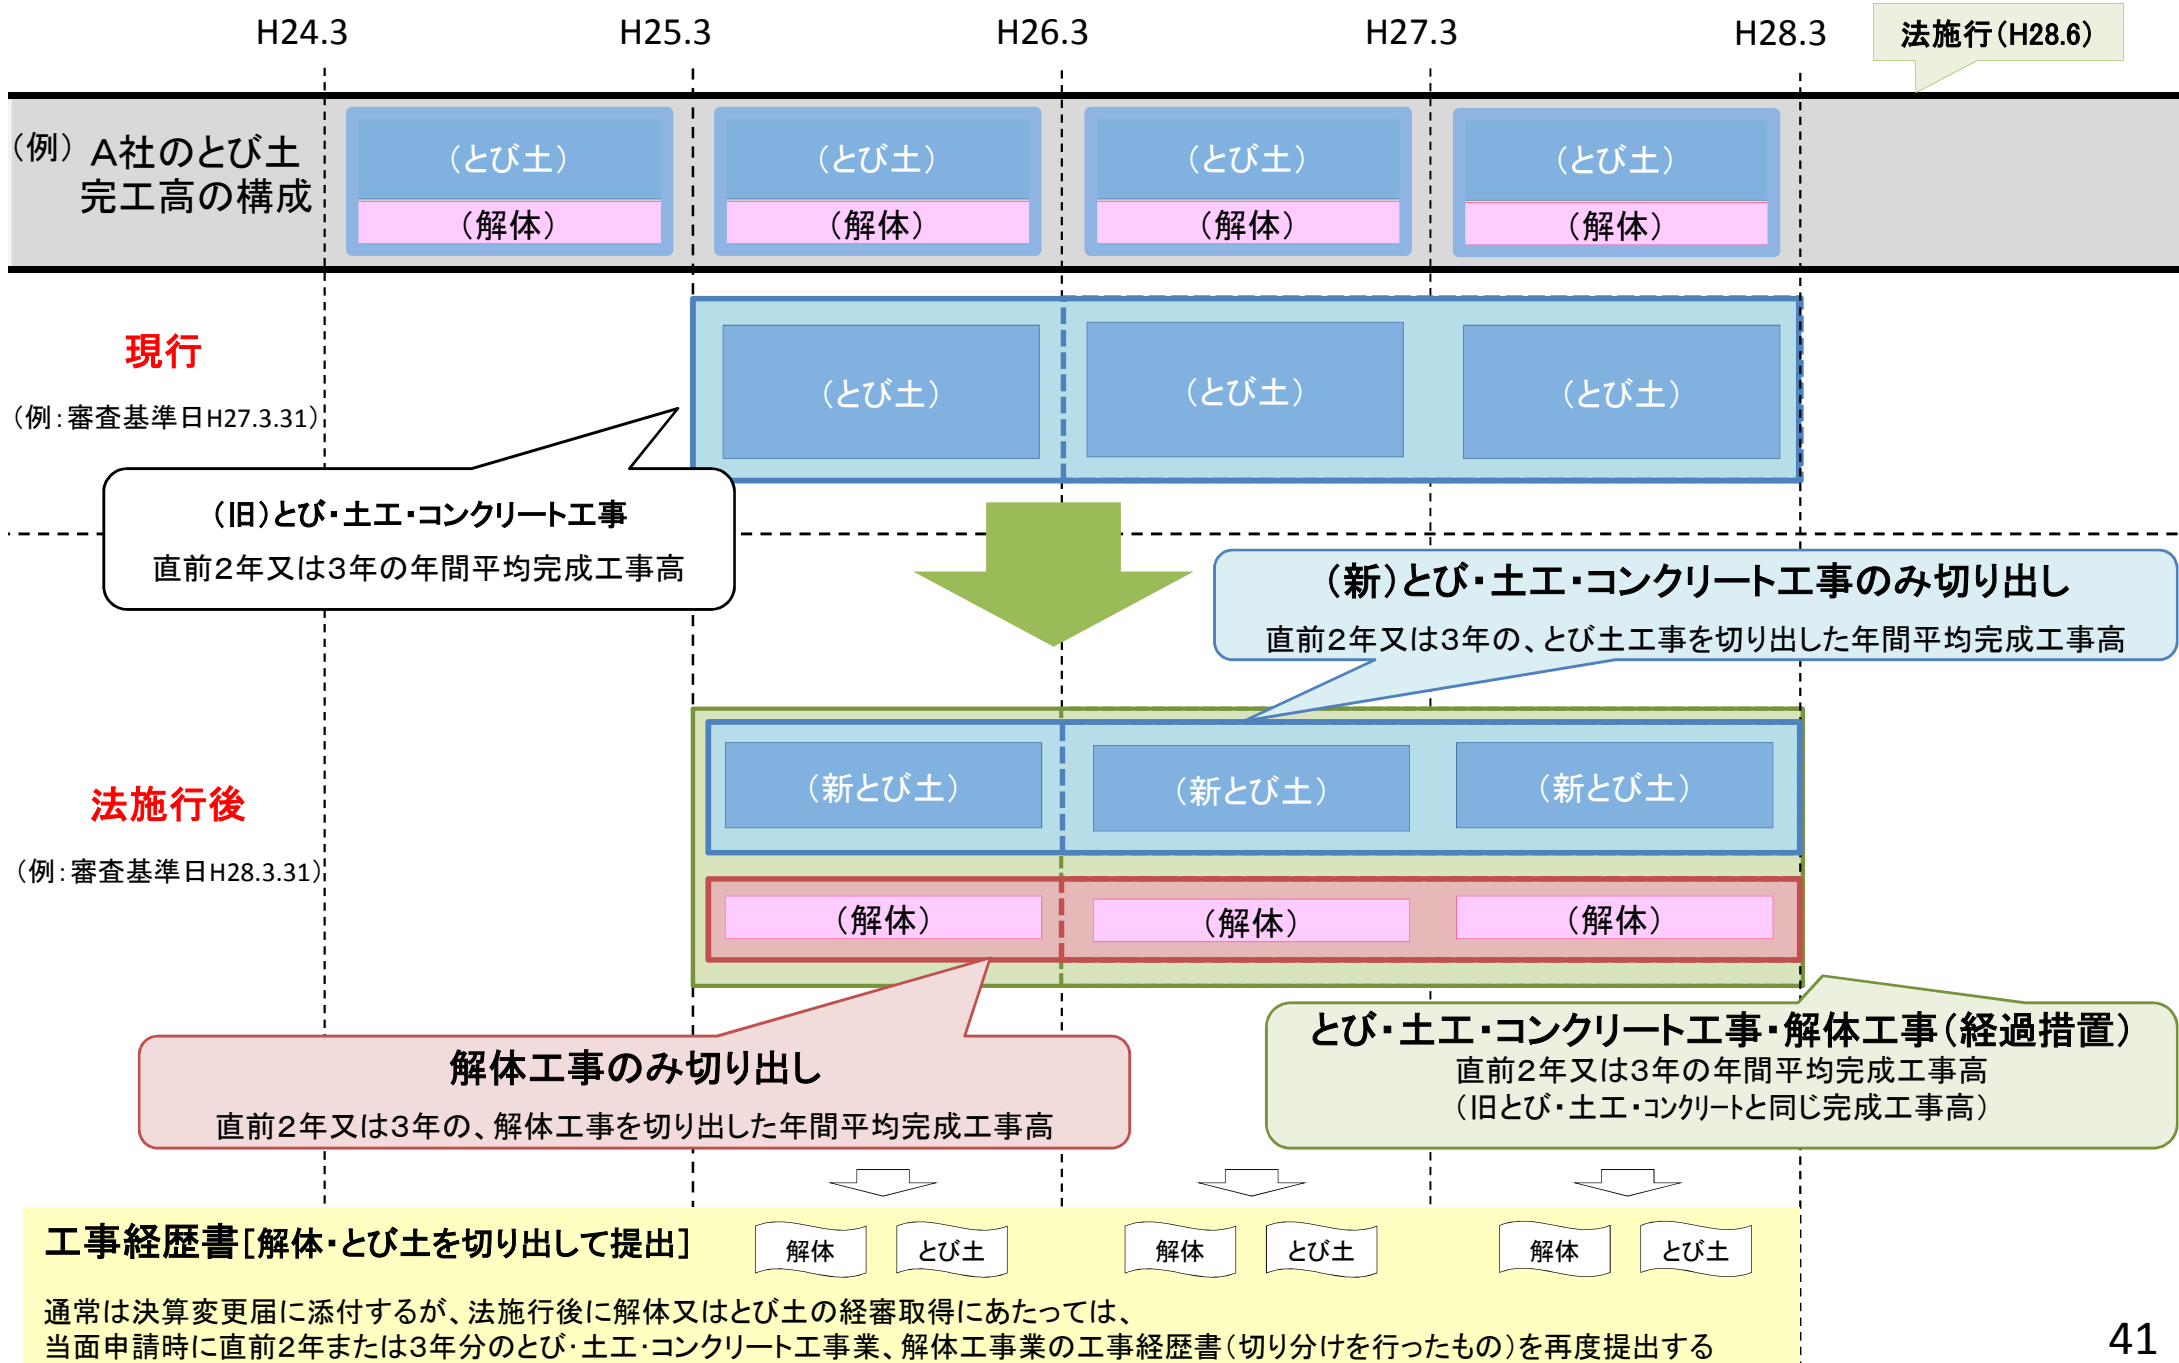 H24.3
H25.3
H26.3
H27.3
H28.3
法施行(H28.6)
(例)
A社のとび土
完工高の構成
(とび土)
(解体)
(とび土)
(解体)
(とび土)
(解体)
(とび土)
(解体)
現行
(例:審査基準日H27.3.31)
(とび土)
(とび土)
(とび土)
(旧)とび・土工・コンクリート工事
直前2年又は3年の年間平均完成工事高
(新)とび・土工・コンクリート工事のみ切り出し
直前2年又は3年の、とび土工事を切り出した年間平均完成工事高
法施行後
(例:審査基準日H28.3.31)
(新とび土)
(新とび土)
(新とび土)
(解体)
(解体)
(解体)
解体工事のみ切り出し
直前2年又は3年の、解体工事を切り出した年間平均完成工事高
とび・土工・コンクリート工事・解体工事(経過措置)
直前2年又は3年の年間平均完成工事高
(旧とび・土工・コンクリートと同じ完成工事高)
工事経歴書[解体・とび土を切り出して提出]
解体
とび土
解体
とび土
解体
とび土
通常は決算変更届に添付するが、法施行後に解体又はとび土の経審取得にあたっては、
当面申請時に直前2年または3年分のとび・土工・コンクリート工事業、解体工事業の工事経歴書(切り分けを行ったもの)を再度提出する
41